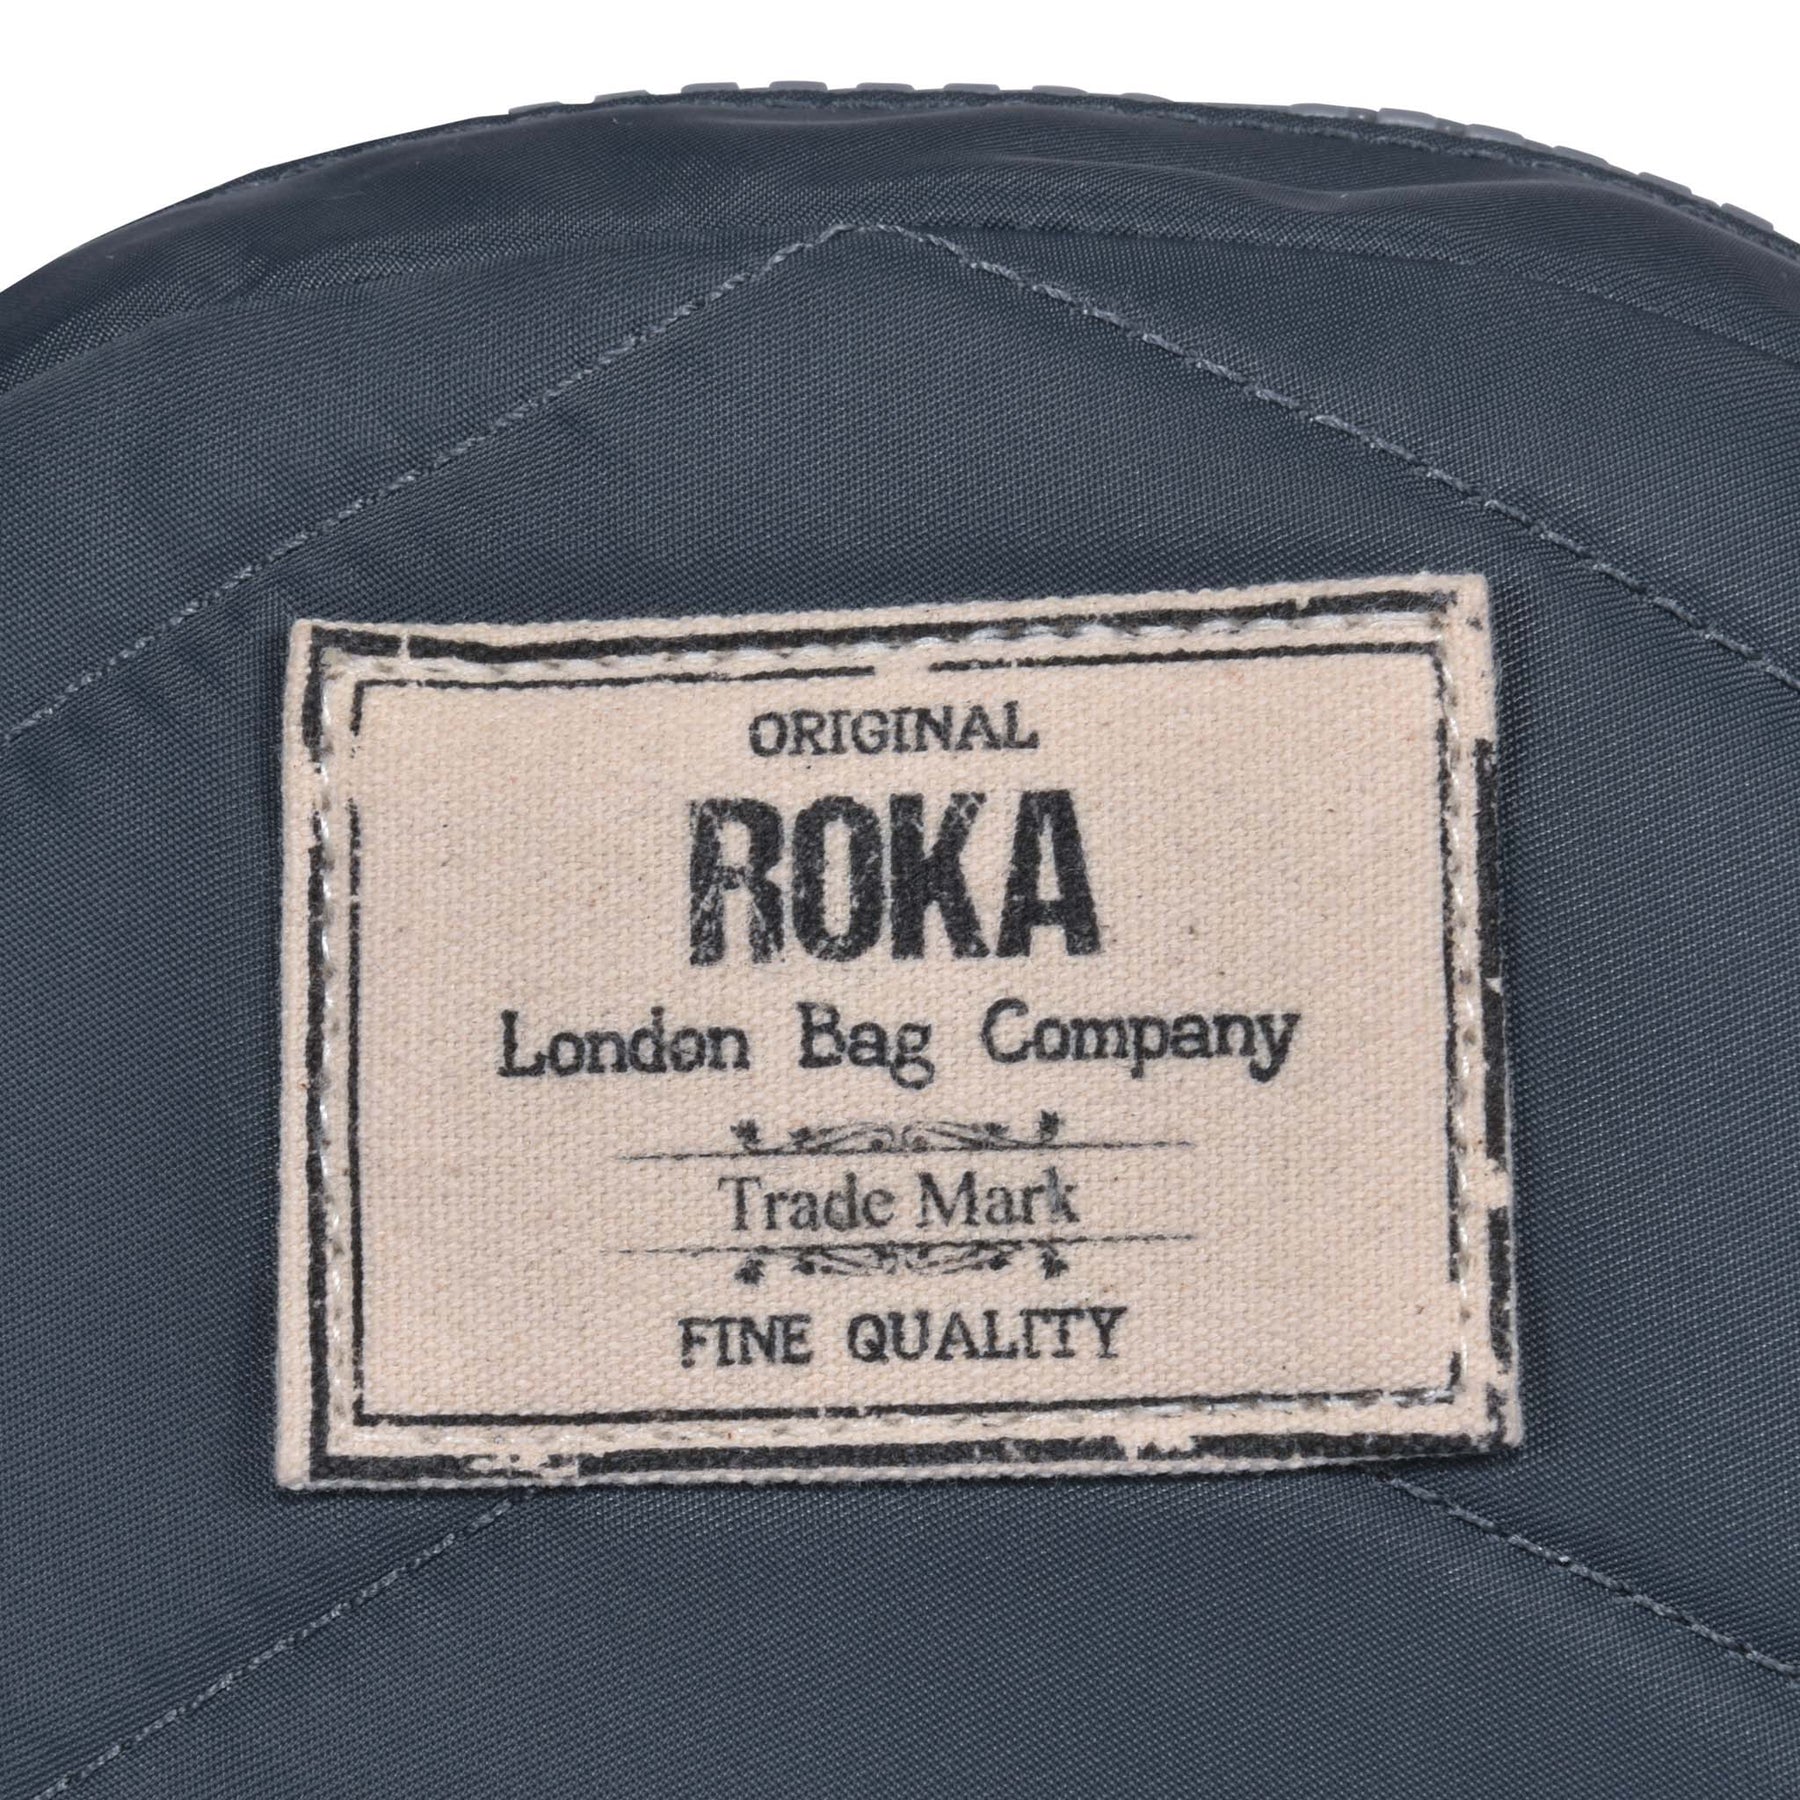 ORIGINAL
ROKA
London Bag Company
Trade Mark
FINE QUALITY